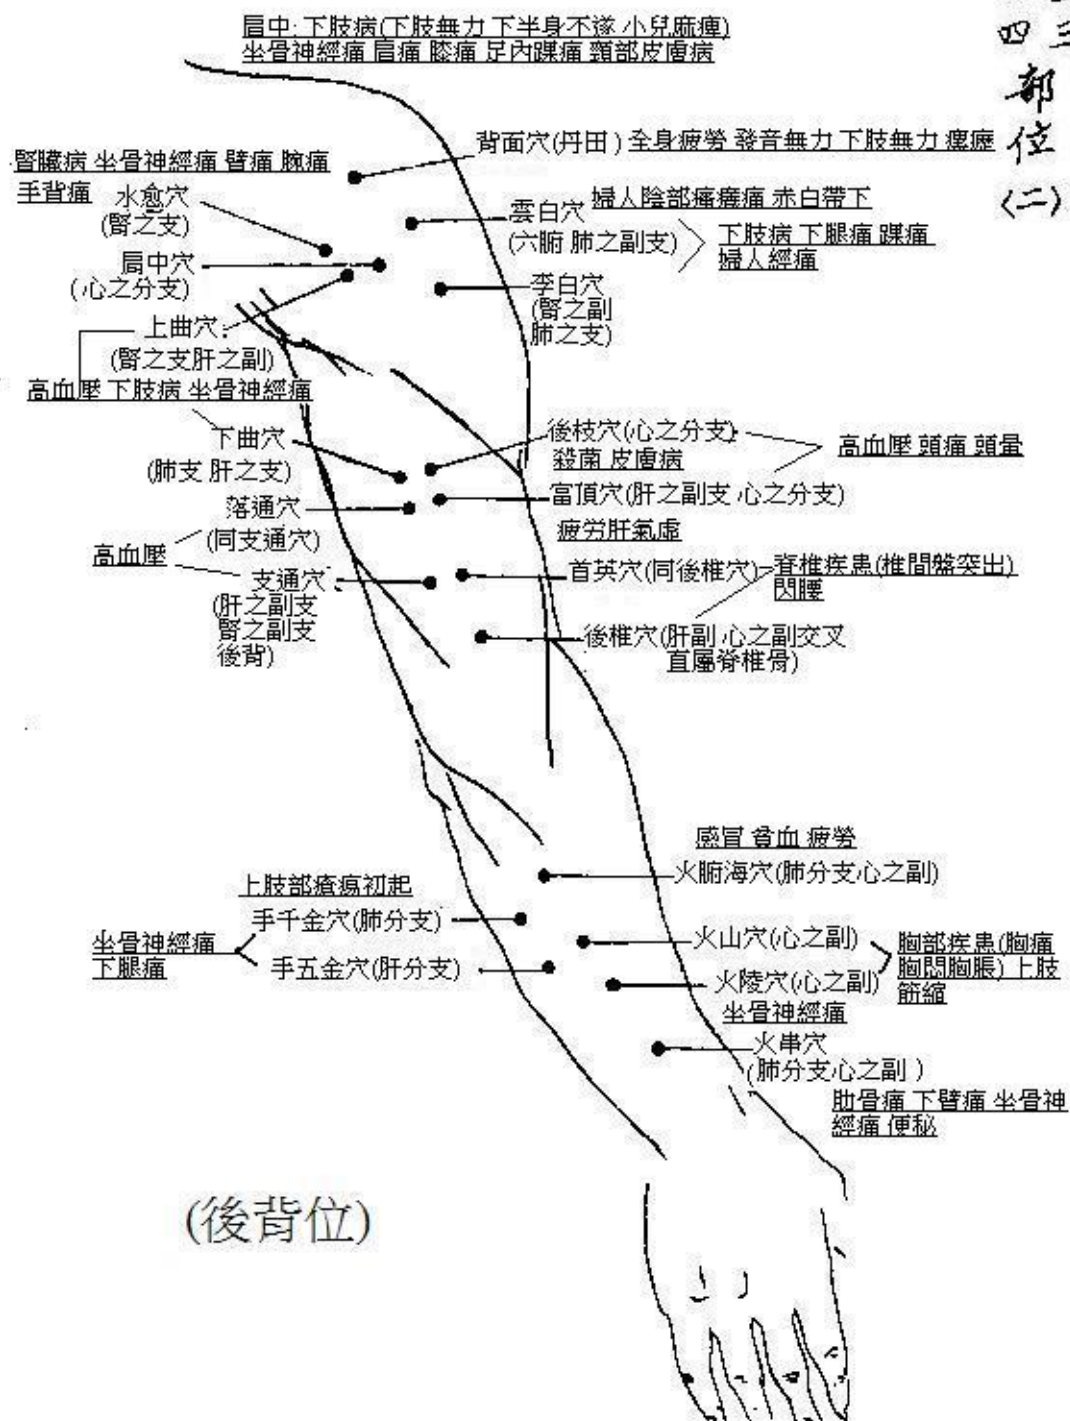 肩中: 下肢病(下肢無力 下半身不遂 小兒麻痺)
坐骨神經痛 肩痛 膝痛 足內踝痛 頸部皮膚病
三
四
部
位
〈二〉
背面穴(丹田) 全身疲勞 發音無力 下肢無力
腎臟病 坐骨神經痛 臂痛 腕痛
手背痛
水愈穴
(腎之支)
雲白穴
(六腑 肺之副支)
婦人陰部痛癢痛 赤白帶下
下肢病 下腿痛 踝痛
婦人經痛
肩中穴
(心之分支)
李白穴
(腎之副
肺之支)
上曲穴
(腎之支肝之副)
高血壓 下肢病 坐骨神經痛
下曲穴
(肺支 肝之支)
後枝穴(心之分支)
殺菌 皮膚病
高血壓 頭痛 頭暈
富頂穴(肝之副支 心之分支)
疲労肝氣虛
落通穴
(同支通穴)
高血壓
支通穴
(肝之副支
腎之副支
後背)
首英穴(同後椎穴)
脊椎疾患(椎間盤突出)
閃腰
後椎穴(肝副 心之副交叉
直屬脊椎骨)
感冒 貧血 疲勞
火腑海穴(肺分支心之副)
上肢部瘡瘍初起
手千金穴(肺分支)
手五金穴(肝分支)
坐骨神經痛
下腿痛
火山穴(心之副)
火陵穴(心之副)
胸部疾患(胸痛
胸悶胸脹) 上肢
筋縮
坐骨神經痛
火串穴
(肺分支心之副)
肋骨痛 下臂痛 坐骨神
經痛 便秘
(後背位)